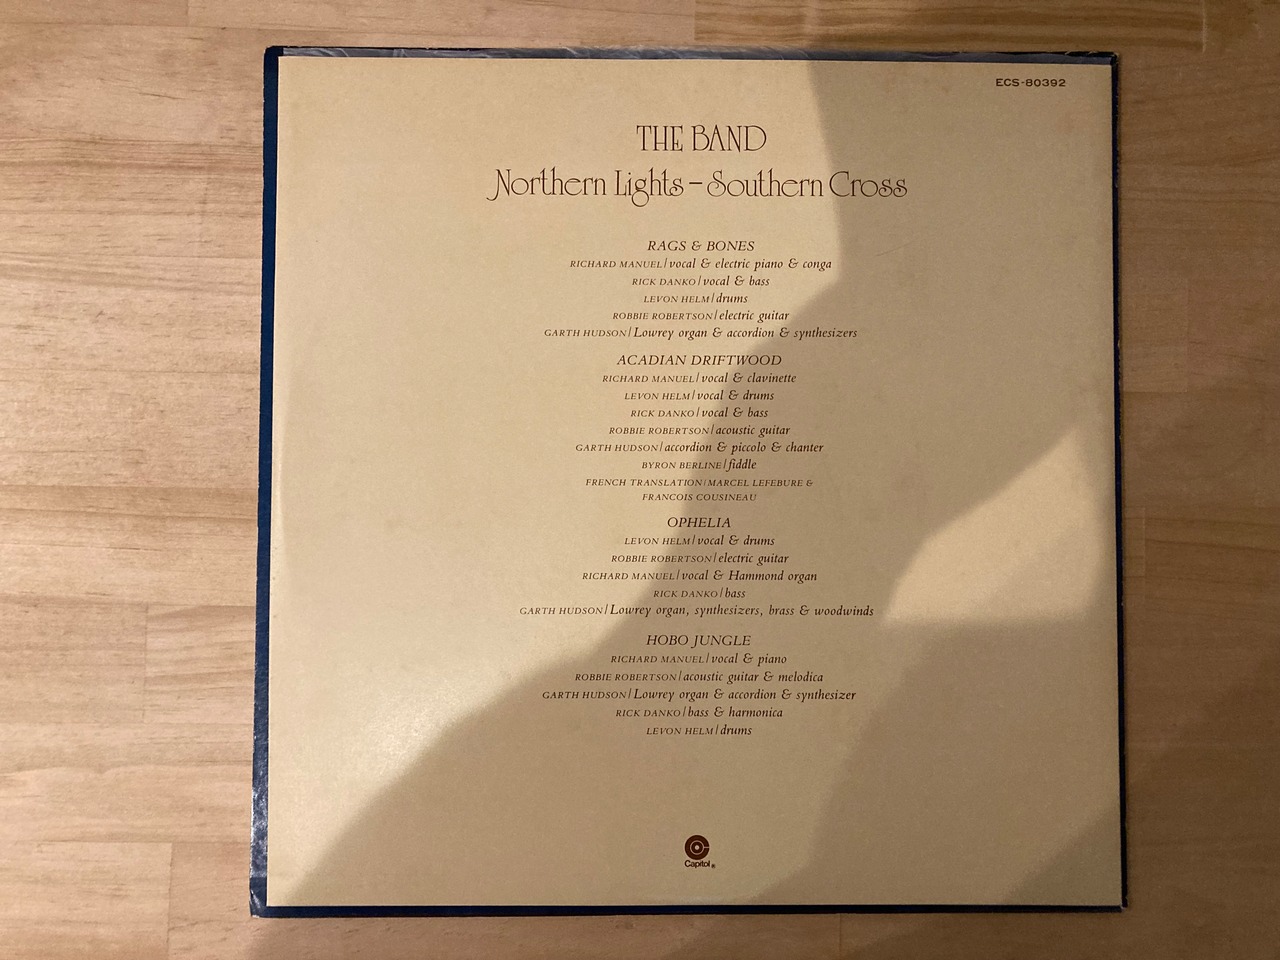 ECS-80392
THE BAND
Northern Lights – Southern Cross
RAGS & BONES
RICHARD MANUEL/vocal & electric piano & conga
RICK DANKO/vocal & bass
LEVON HELM/drums
ROBBIE ROBERTSON/electric guitar
GARTH HUDSON/Lowrey organ & accordion & synthesizers
ACADIAN DRIFTWOOD
RICHARD MANUEL/vocal & clavinette
LEVON HELM/vocal & drums
RICK DANKO/vocal & bass
ROBBIE ROBERTSON/acoustic guitar
GARTH HUDSON/accordion & piccolo & chanter
BYRON BERLINE/fiddle
FRENCH TRANSLATION/MARCEL LEFEBURE &
FRANCOIS COUSINEAU
OPHELIA
LEVON HELM/vocal & drums
ROBBIE ROBERTSON/electric guitar
RICHARD MANUEL/vocal & Hammond organ
RICK DANKO/bass
GARTH HUDSON/Lowrey organ, synthesizers, brass & woodwinds
HOBO JUNGLE
RICHARD MANUEL/vocal & piano
ROBBIE ROBERTSON/acoustic guitar & melodica
GARTH HUDSON/Lowrey organ & accordion & synthesizer
RICK DANKO/bass & harmonica
LEVON HELM/drums
Capitol®